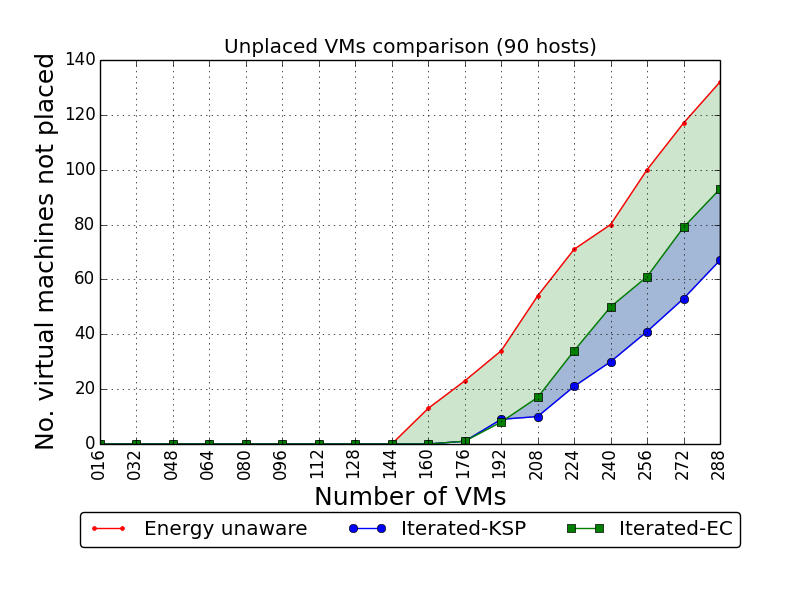 Unplaced VMs comparison (90 hosts)
No. virtual machines not placed
140
120
100
80
60
40
20
0
016 032 048 064 080 096 112 128 144 160 176 192 208 224 240 256 272 288
Number of VMs
Energy unaware Iterated-KSP Iterated-EC